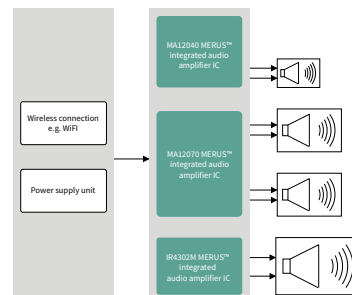 MA12040 MERUS™
integrated audio
amplifier IC
Wireless connection
e.g. WiFI
MA12070 MERUS™
integrated audio
amplifier IC
Power supply unit
IR4302M MERUS™
integrated
audio amplifier IC